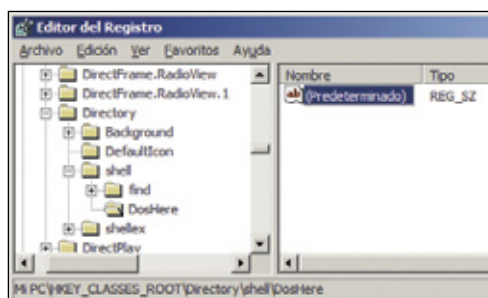 Editor del Registro
Archivo Edición Ver Favoritos Ayuda
DirectFrame.RadioView
DirectFrame.RadioView.1
Directory
Background
DefaultIcon
shell
find
DosHere
shellex
DirectPlay
Nombre Tipo
ab (Predeterminado) REG_SZ
Mi PC\HKEY_CLASSES_ROOT\Directory\shell\DosHere